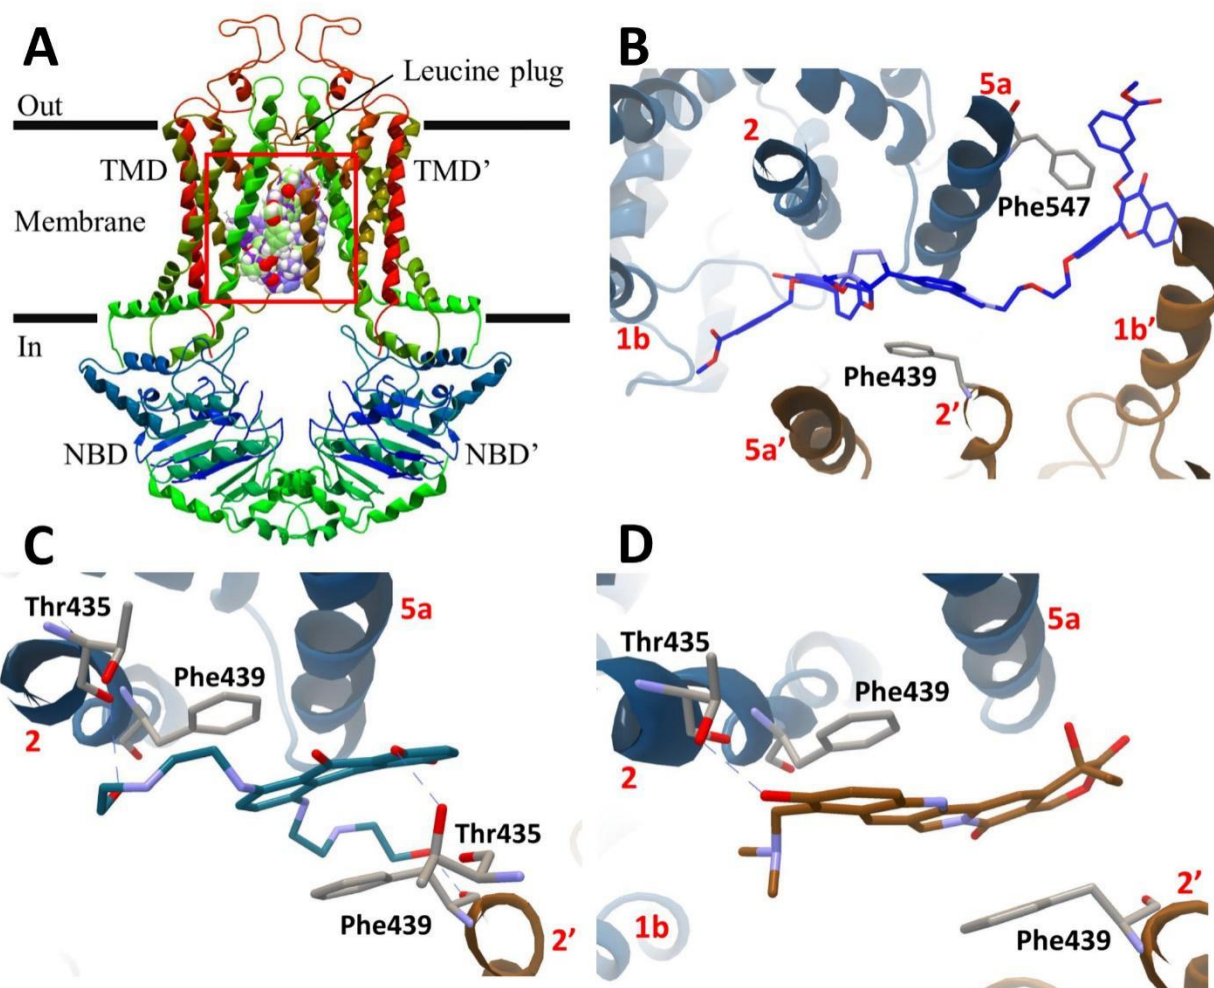 A
Leucine plug
Out
TMD
TMD’
Membrane
In
NBD
NBD’
B
5a
2
Phe547
1b
1b’
Phe439
2’
5a’
C
Thr435
5a
Phe439
2
Thr435
Phe439
2’
D
5a
Thr435
Phe439
2
2’
1b
Phe439